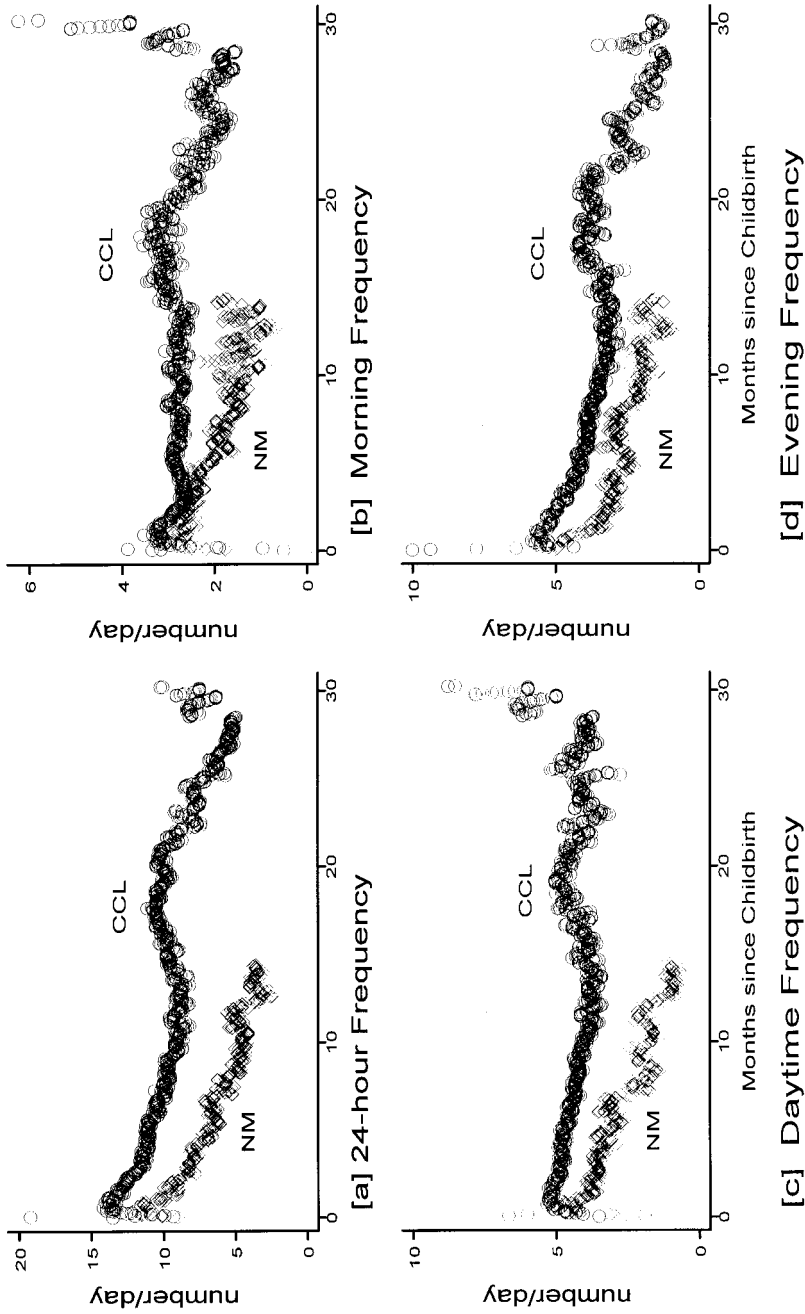 number/day
20
15
10
5
0
CCL
NM
0 10 20 30
[a] 24-hour Frequency
number/day
6
4
2
0
CCL
NM
0 10 20 30
[b] Morning Frequency
number/day
10
5
0
CCL
NM
0 10 20 30
Months since Childbirth
[c] Daytime Frequency
number/day
10
5
0
CCL
NM
0 10 20 30
Months since Childbirth
[d] Evening Frequency